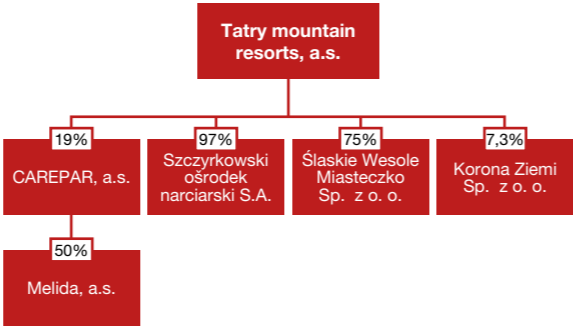 Tatry mountain
resorts, a.s.
19%
97%
75%
7,3%
CAREPAR, a.s.
Szczyrkowski
ośrodek
narciarski S.A.
Ślaskie Wesole
Miasteczko
Sp. z o. o.
Korona Ziemi
Sp. z o. o.
50%
Melida, a.s.